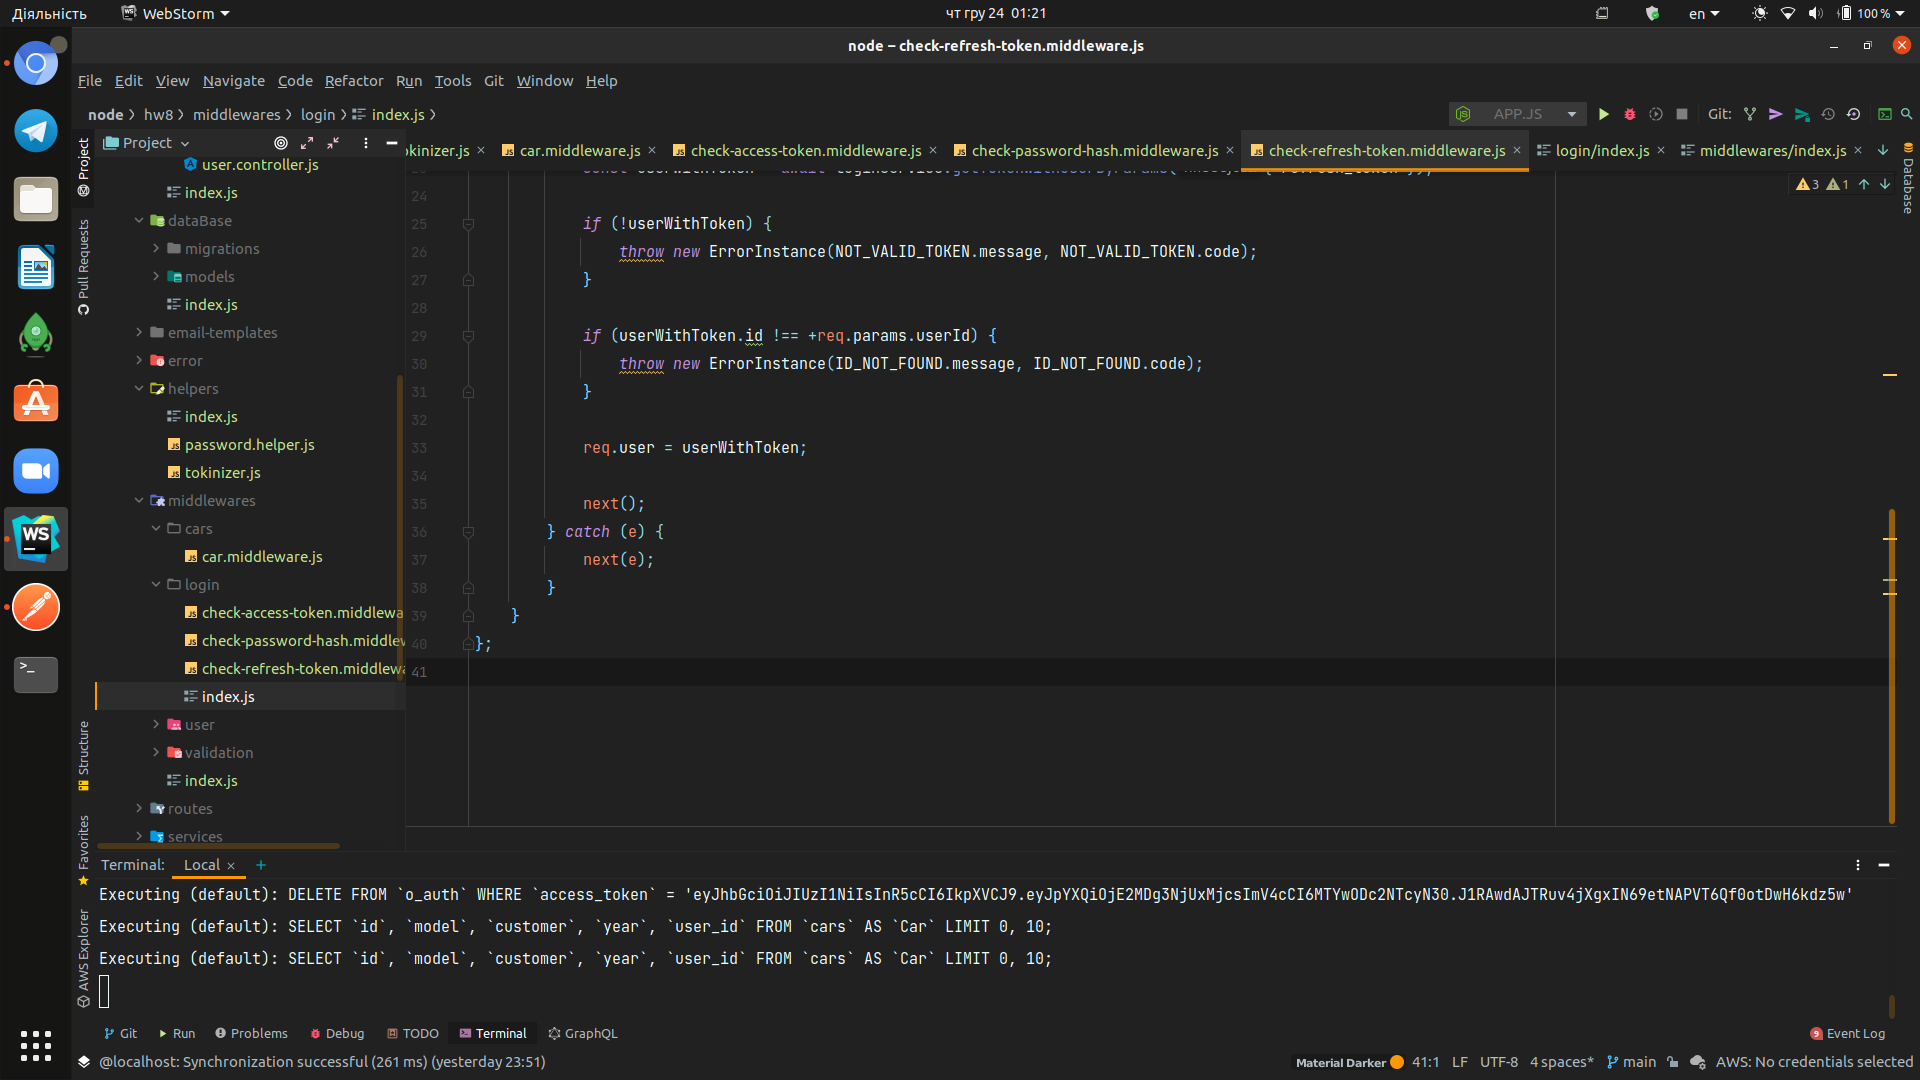 Діяльність
WebStorm
чт гру 24 01:21
en
100 %
node – check-refresh-token.middleware.js
File Edit View Navigate Code Refactor Run Tools Git Window Help
node hw8 middlewares login index.js
APP.JS
Git:
Project
okinizer.js
car.middleware.js
check-access-token.middleware.js
check-password-hash.middleware.js
check-refresh-token.middleware.js
login/index.js
middlewares/index.js
Project
Pull Requests
Structure
Favorites
AWS Explorer
Database
user.controller.js
index.js
dataBase
migrations
models
index.js
email-templates
error
helpers
index.js
password.helper.js
tokinizer.js
middlewares
cars
car.middleware.js
login
check-access-token.middlewa
check-password-hash.middlew
check-refresh-token.middlewa
index.js
user
validation
index.js
routes
services
3 1
24
25 if (!userWithToken) {
26 throw new ErrorInstance(NOT_VALID_TOKEN.message, NOT_VALID_TOKEN.code);
27 }
28
29 if (userWithToken.id !== +req.params.userId) {
30 throw new ErrorInstance(ID_NOT_FOUND.message, ID_NOT_FOUND.code);
31 }
32
33 req.user = userWithToken;
34
35 next();
36 } catch (e) {
37 next(e);
38 }
39 }
40 };
41
Terminal: Local +
Executing (default): DELETE FROM `o_auth` WHERE `access_token` = 'eyJhbGciOiJIUzI1NiIsInR5cCI6IkpXVCJ9.eyJpYXQiOjE2MDg3NjUxMjcsImV4cCI6MTYwODc2NTcyN30.J1RAwdAJTRuv4jXgxIN69etNAPVT6Qf0otDwH6kdz5w'
Executing (default): SELECT `id`, `model`, `customer`, `year`, `user_id` FROM `cars` AS `Car` LIMIT 0, 10;
Executing (default): SELECT `id`, `model`, `customer`, `year`, `user_id` FROM `cars` AS `Car` LIMIT 0, 10;
Git Run Problems Debug TODO Terminal GraphQL
9 Event Log
@localhost: Synchronization successful (261 ms) (yesterday 23:51)
Material Darker 41:1 LF UTF-8 4 spaces* main AWS: No credentials selected